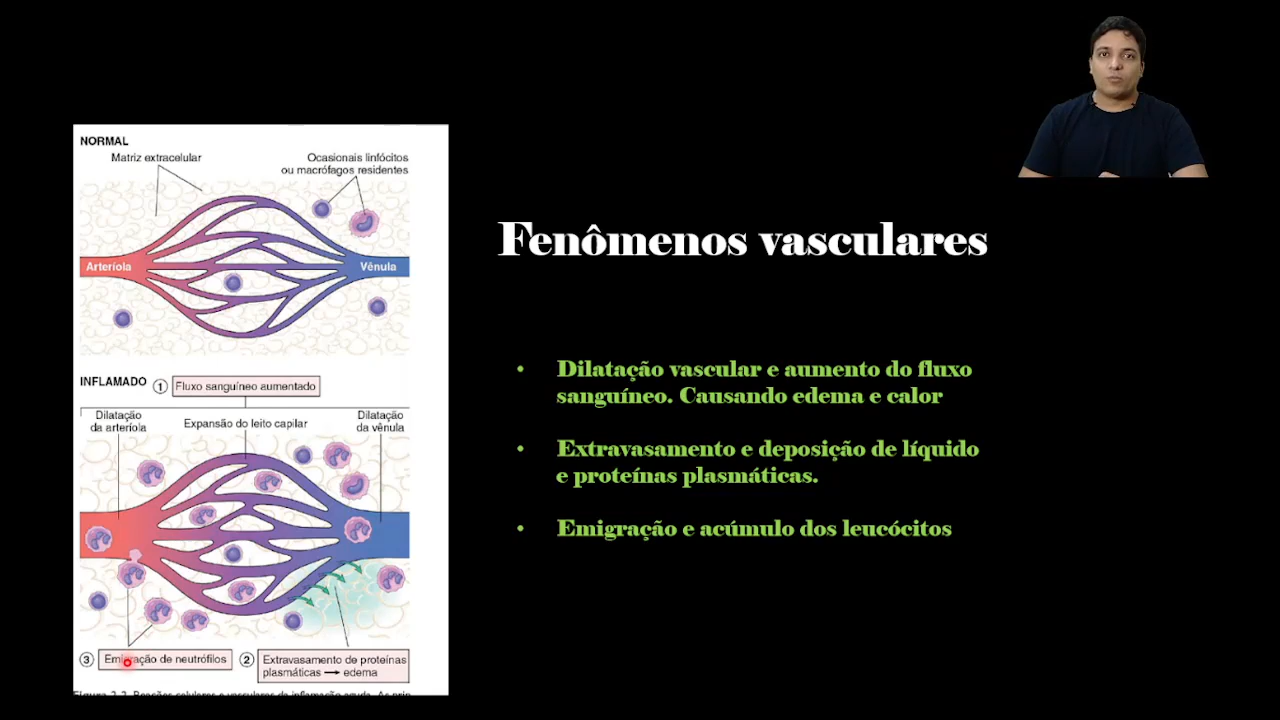 NORMAL
Matriz extracelular
Ocasionais linfócitos
ou macrófagos residentes
Arteríola
Vênula
INFLAMADO
1
Fluxo sanguíneo aumentado
Dilatação
da arteríola
Expansão do leito capilar
Dilatação
da vênula
3
Emigração de neutrófilos
2
Extravasamento de proteínas
plasmáticas → edema
Fenômenos vasculares
• Dilatação vascular e aumento do fluxo
sanguíneo. Causando edema e calor
• Extravasamento e deposição de líquido
e proteínas plasmáticas.
• Emigração e acúmulo dos leucócitos